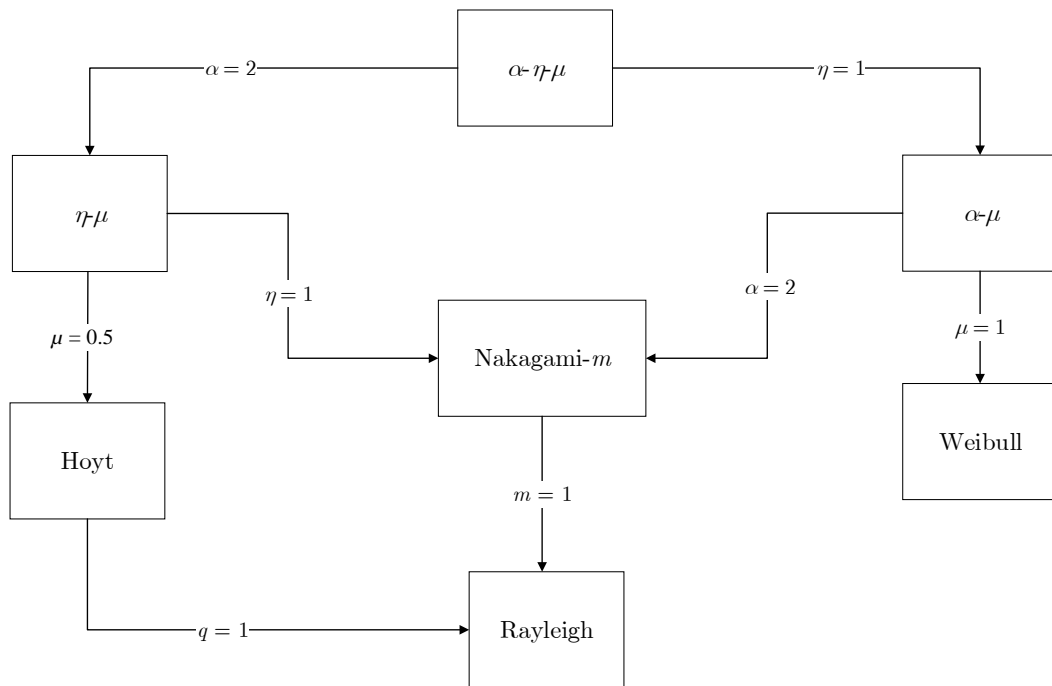 α = 2
α-η-μ
η = 1
η-μ
α-μ
η = 1
α = 2
μ = 0.5
μ = 1
Nakagami-m
Hoyt
Weibull
m = 1
q = 1
Rayleigh